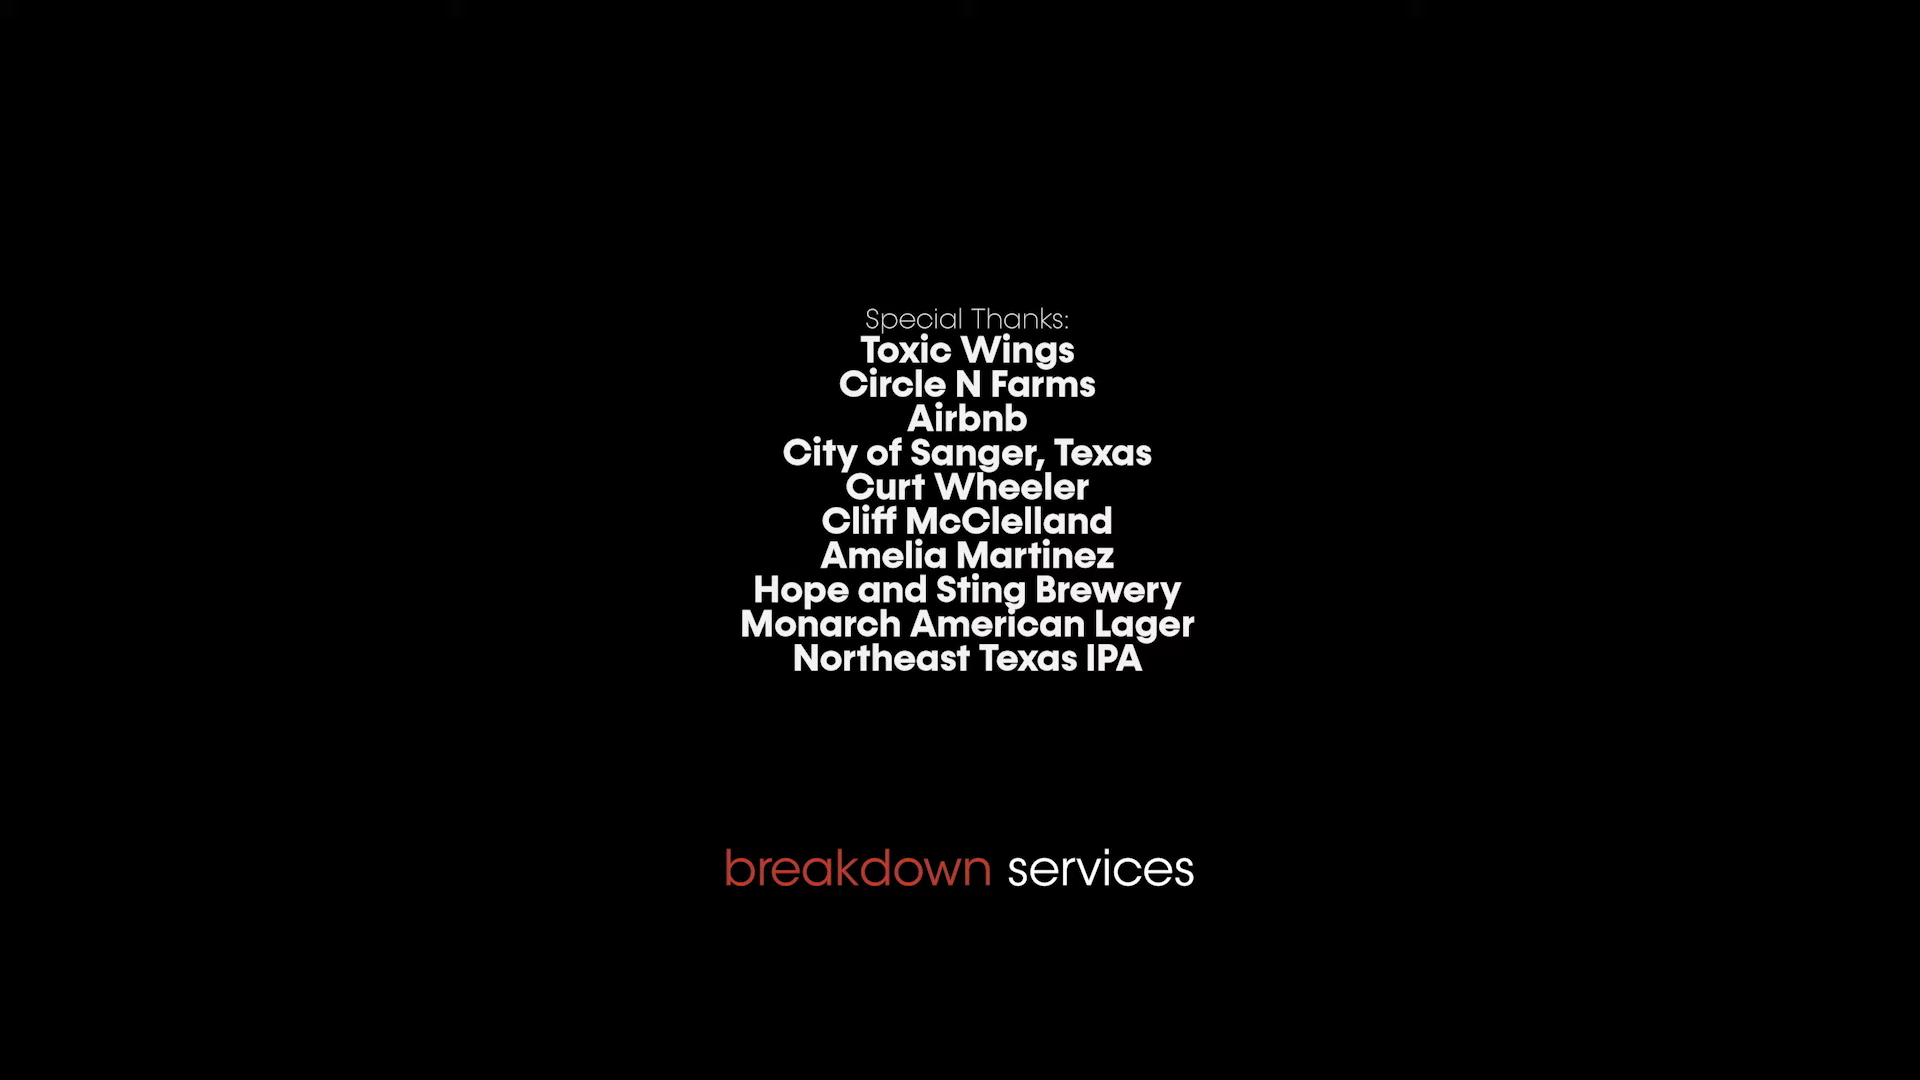 Special Thanks:
Toxic Wings
Circle N Farms
Airbnb
City of Sanger, Texas
Curt Wheeler
Cliff McClelland
Amelia Martinez
Hope and Sting Brewery
Monarch American Lager
Northeast Texas IPA
breakdown services